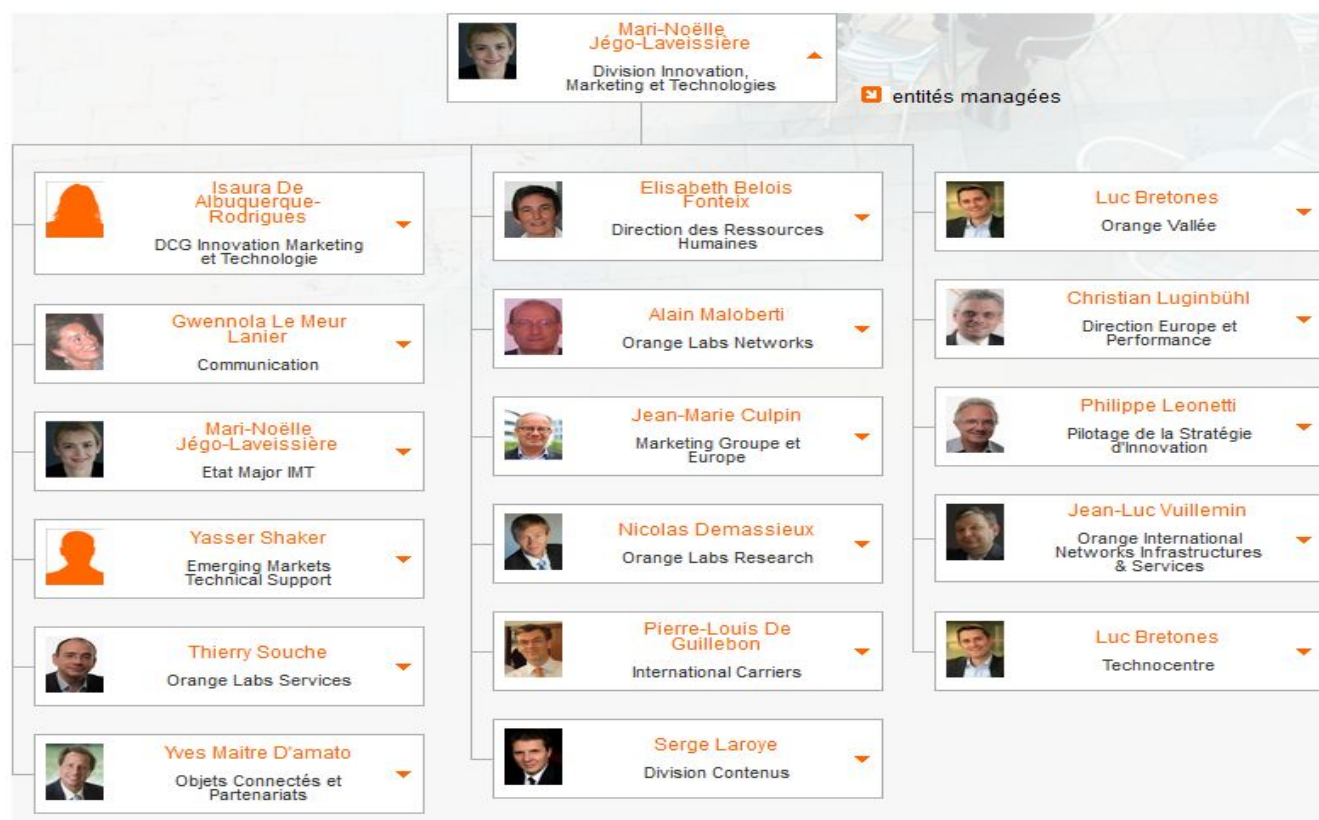 Mari-Noëlle
Jégo-Laveissière
Division Innovation,
Marketing et Technologies
entités managées
Isaura De
Albuquerque-
Rodrigues
DCG Innovation Marketing
et Technologie
Gwennola Le Meur
Lanier
Communication
Mari-Noëlle
Jégo-Laveissière
Etat Major IMT
Yasser Shaker
Emerging Markets
Technical Support
Thierry Souche
Orange Labs Services
Yves Maitre D'amato
Objets Connectés et
Partenariats
Elisabeth Belois
Fonteix
Direction des Ressources
Humaines
Alain Maloberti
Orange Labs Networks
Jean-Marie Culpin
Marketing Groupe et
Europe
Nicolas Demassieux
Orange Labs Research
Pierre-Louis De
Guillebon
International Carriers
Serge Laroye
Division Contenus
Luc Bretones
Orange Vallée
Christian Luginbühl
Direction Europe et
Performance
Philippe Leonetti
Pilotage de la Stratégie
d'Innovation
Jean-Luc Vuillemin
Orange International
Networks Infrastructures
& Services
Luc Bretones
Technocentre